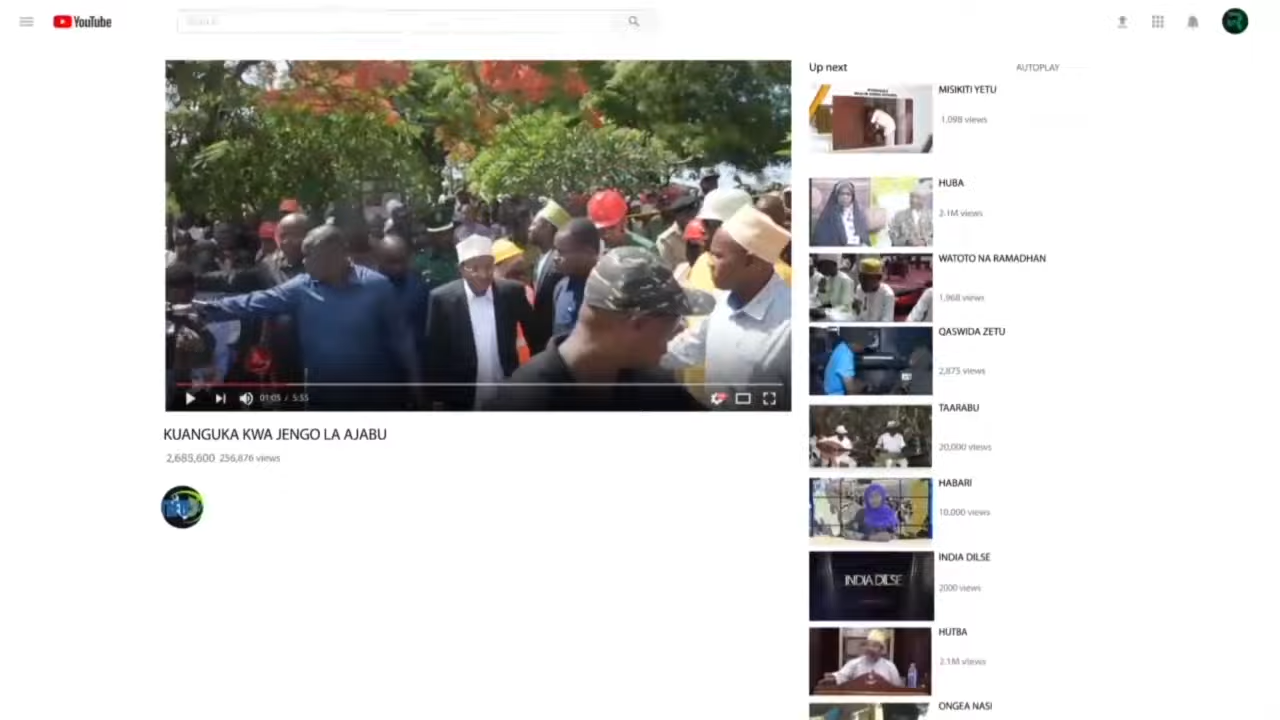 YouTube
Search
KUANGUKA KWA JENGO LA AJABU
2,683,600 256,876 views
01:05 / 5:55
Up next
AUTOPLAY
MISIKITI YETU
1,098 views
HUBA
2.1M views
WATOTO NA RAMADHAN
1,968 views
QASWIDA ZETU
2,875 views
TAARABU
20,000 views
HABARI
10,000 views
INDIA DILSE
INDIA DILSE
2000 views
HUTBA
2.1M views
ONGEA NASI